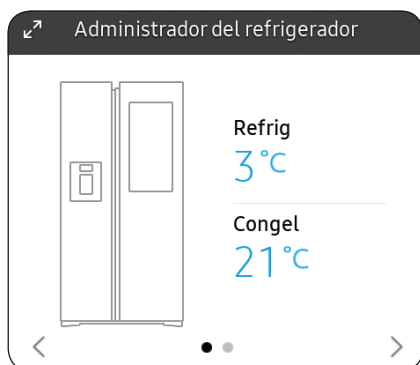 Administrador del refrigerador
Refrig
3 °C
Congel
21 °C